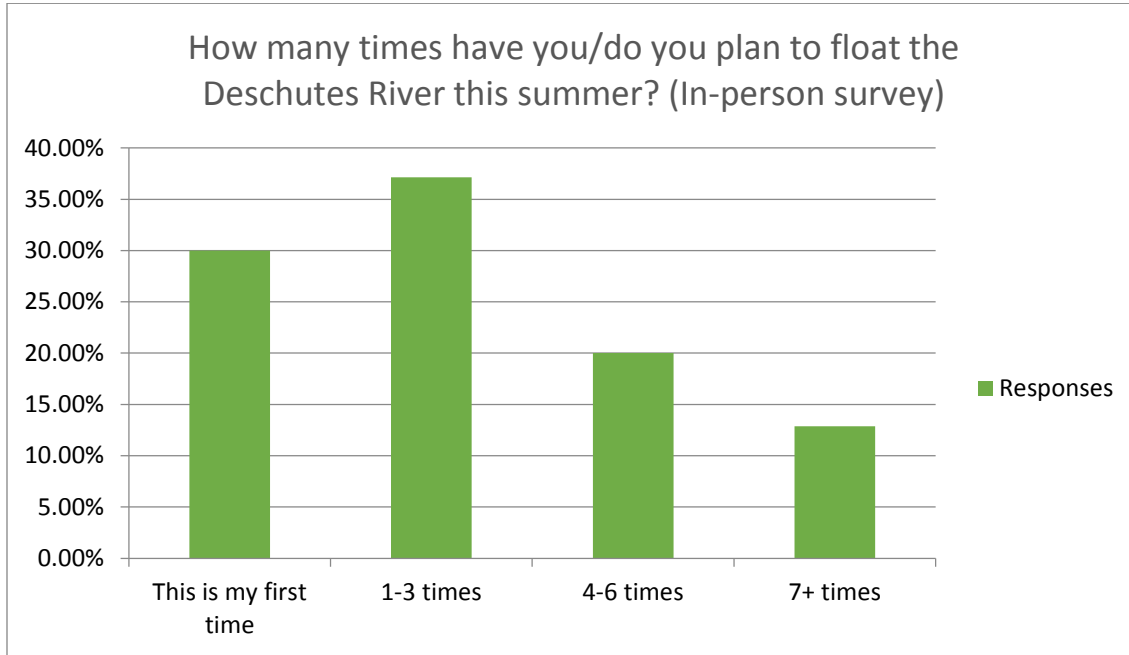 How many times have you/do you plan to float the
Deschutes River this summer? (In-person survey)
40.00%
35.00%
30.00%
25.00%
20.00%
15.00%
10.00%
5.00%
0.00%
This is my first
time
1-3 times
4-6 times
7+ times
Responses